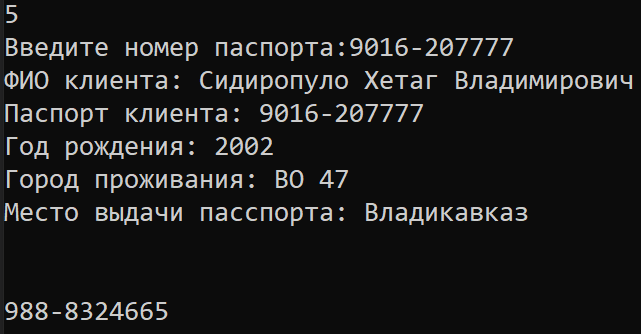 5
Введите номер паспорта:9016-207777
ФИО клиента: Сидиропуло Хетаг Владимирович
Паспорт клиента: 9016-207777
Год рождения: 2002
Город проживания: ВО 47
Место выдачи пасспорта: Владикавказ
988-8324665